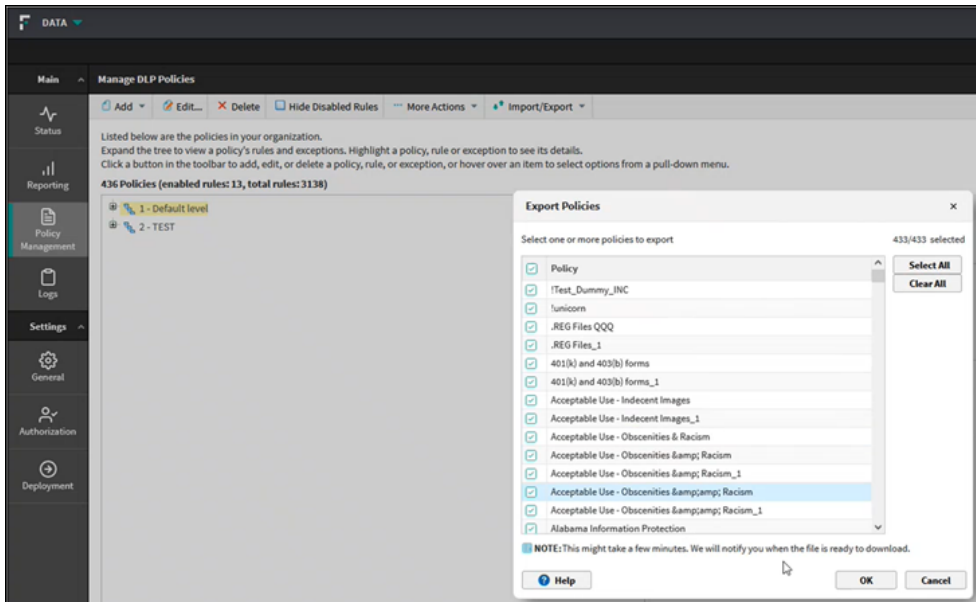 DATA
Main
Manage DLP Policies
Add Edit... Delete Hide Disabled Rules More Actions Import/Export
Status
Listed below are the policies in your organization.
Expand the tree to view a policy's rules and exceptions. Highlight a policy, rule or exception to see its details.
Click a button in the toolbar to add, edit, or delete a policy, rule, or exception, or hover over an item to select options from a pull-down menu.
Reporting
436 Policies (enabled rules: 13, total rules: 3138)
1 - Default level
2 - TEST
Policy
Management
Logs
Settings
General
Authorization
Deployment
Export Policies
Select one or more policies to export 433/433 selected
Policy
Select All
Clear All
!Test_Dummy_INC
!unicorn
.REG Files QQQ
.REG Files_1
401(k) and 403(b) forms
401(k) and 403(b) forms_1
Acceptable Use - Indecent Images
Acceptable Use - Indecent Images_1
Acceptable Use - Obscenities & Racism
Acceptable Use - Obscenities &amp; Racism
Acceptable Use - Obscenities &amp; Racism_1
Acceptable Use - Obscenities &amp;amp; Racism
Acceptable Use - Obscenities &amp;amp; Racism_1
Alabama Information Protection
NOTE: This might take a few minutes. We will notify you when the file is ready to download.
Help OK Cancel